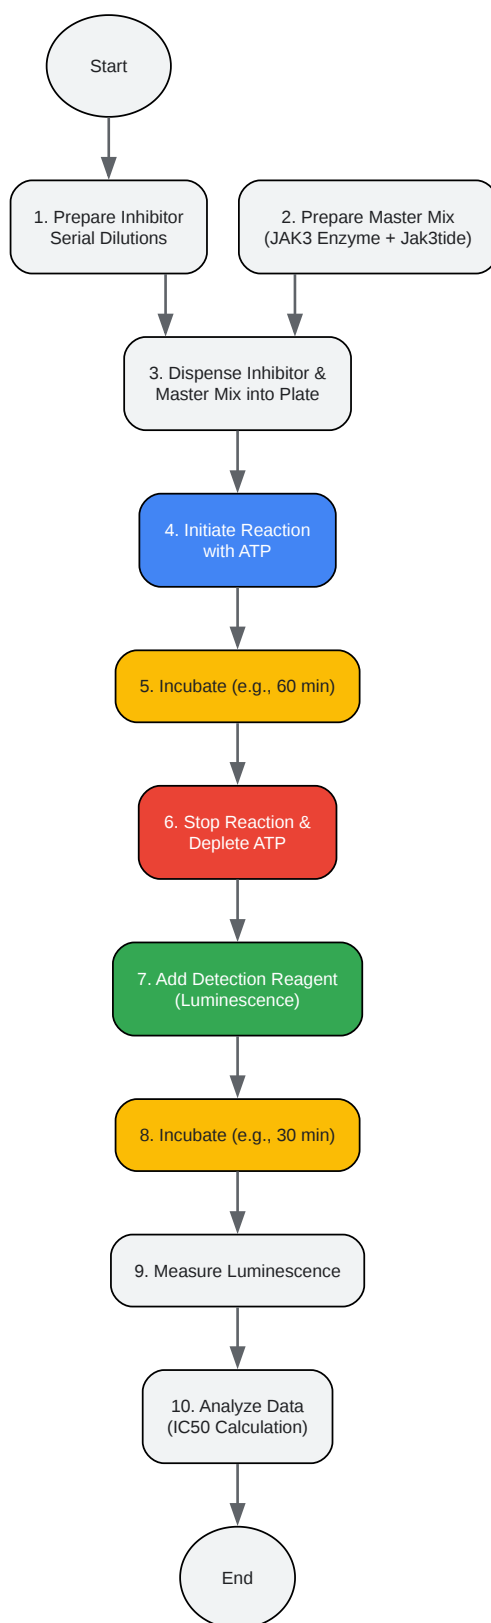 Start
1. Prepare Inhibitor
Serial Dilutions
2. Prepare Master Mix
(JAK3 Enzyme + Jak3tide)
3. Dispense Inhibitor &
Master Mix into Plate
4. Initiate Reaction
with ATP
5. Incubate (e.g., 60 min)
6. Stop Reaction &
Deplete ATP
7. Add Detection Reagent
(Luminescence)
8. Incubate (e.g., 30 min)
9. Measure Luminescence
10. Analyze Data
(IC50 Calculation)
End